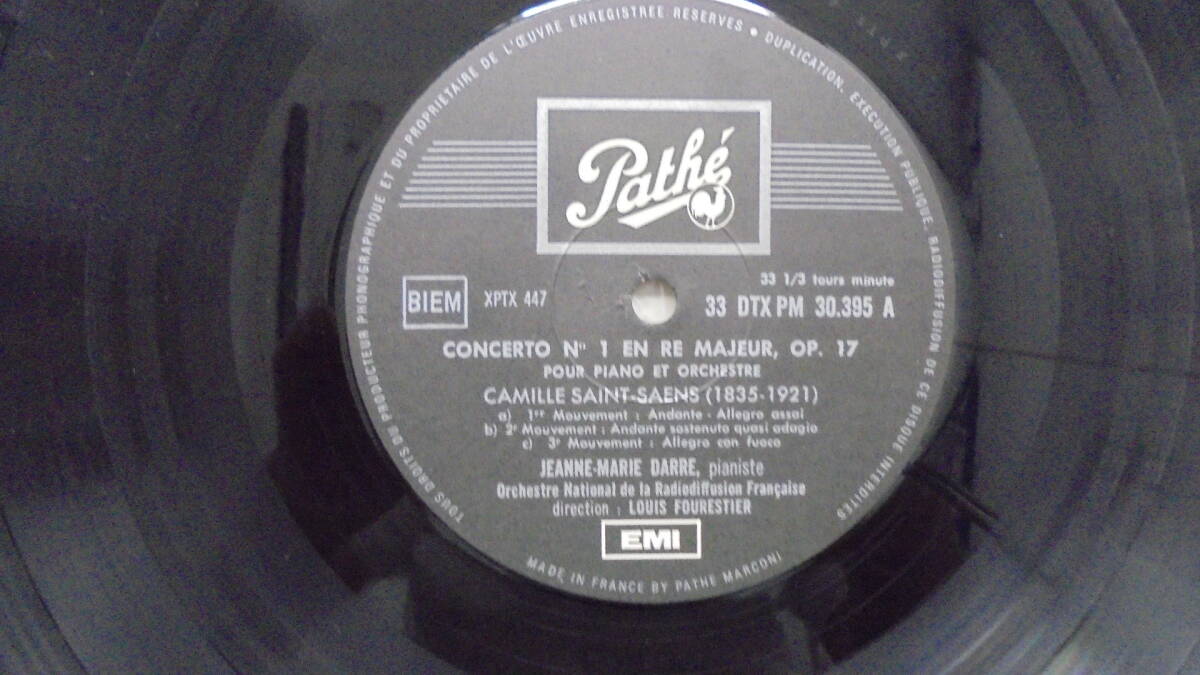 TOUS DROITS DU PRODUCTEUR PHONOGRAPHIQUE ET DU PROPRIETAIRE DE L'ŒUVRE ENREGISTREE RESERVES • DUPLICATION, EXECUTION PUBLIQUE, RADIODIFFUSION DE CE DISQUE INTERDITES
Pathé
33 1/3 tours minute
BIEM XPTX 447 33 DTX PM 30.395 A
CONCERTO No 1 EN RE MAJEUR, OP. 17
POUR PIANO ET ORCHESTRE
CAMILLE SAINT-SAENS (1835-1921)
a) 1er Mouvement : Andante - Allegro assai
b) 2e Mouvement : Andante sostenuto quasi adagio
c) 3e Mouvement : Allegro con fuoco
JEANNE-MARIE DARRE, pianiste
Orchestre National de la Radiodiffusion Française
direction : LOUIS FOURESTIER
EMI
MADE IN FRANCE BY PATHE MARCONI